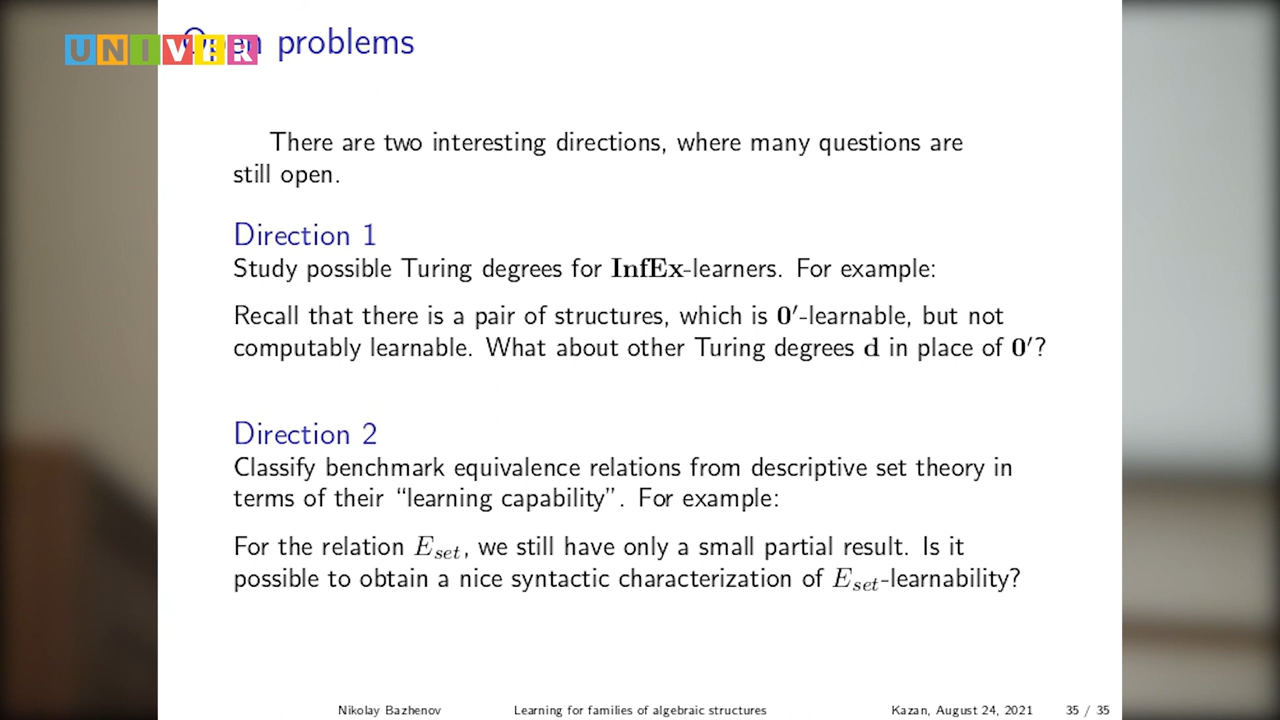 UNIVER
Open problems
There are two interesting directions, where many questions are
still open.
Direction 1
Study possible Turing degrees for InfEx-learners. For example:
Recall that there is a pair of structures, which is 0′-learnable, but not
computably learnable. What about other Turing degrees d in place of 0′?
Direction 2
Classify benchmark equivalence relations from descriptive set theory in
terms of their “learning capability”. For example:
For the relation E_set, we still have only a small partial result. Is it
possible to obtain a nice syntactic characterization of E_set-learnability?
Nikolay Bazhenov Learning for families of algebraic structures Kazan, August 24, 2021 35 / 35